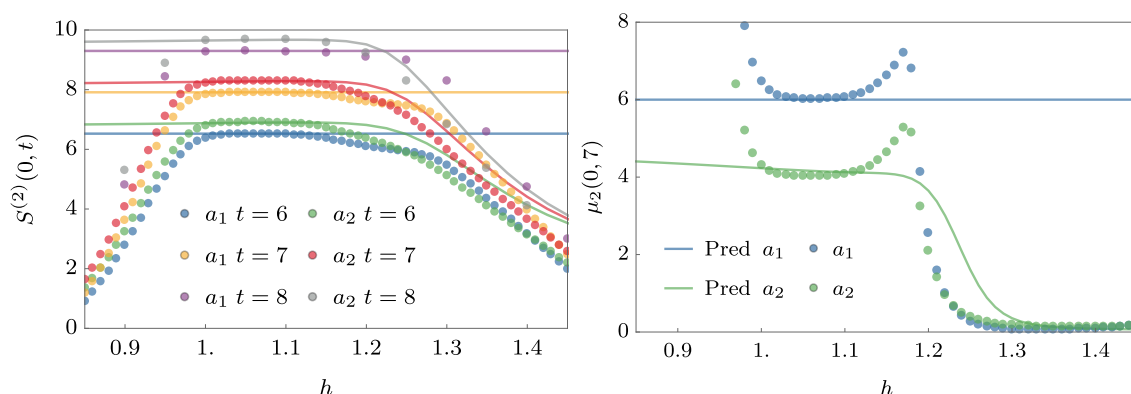 S^{(2)}(0, t)
10
8
6
4
2
0
a_1 t = 6
a_2 t = 6
a_1 t = 7
a_2 t = 7
a_1 t = 8
a_2 t = 8
0.9 1. 1.1 1.2 1.3 1.4
h
μ_2(0, 7)
8
6
4
2
0
Pred a_1
a_1
Pred a_2
a_2
0.9 1. 1.1 1.2 1.3 1.4
h